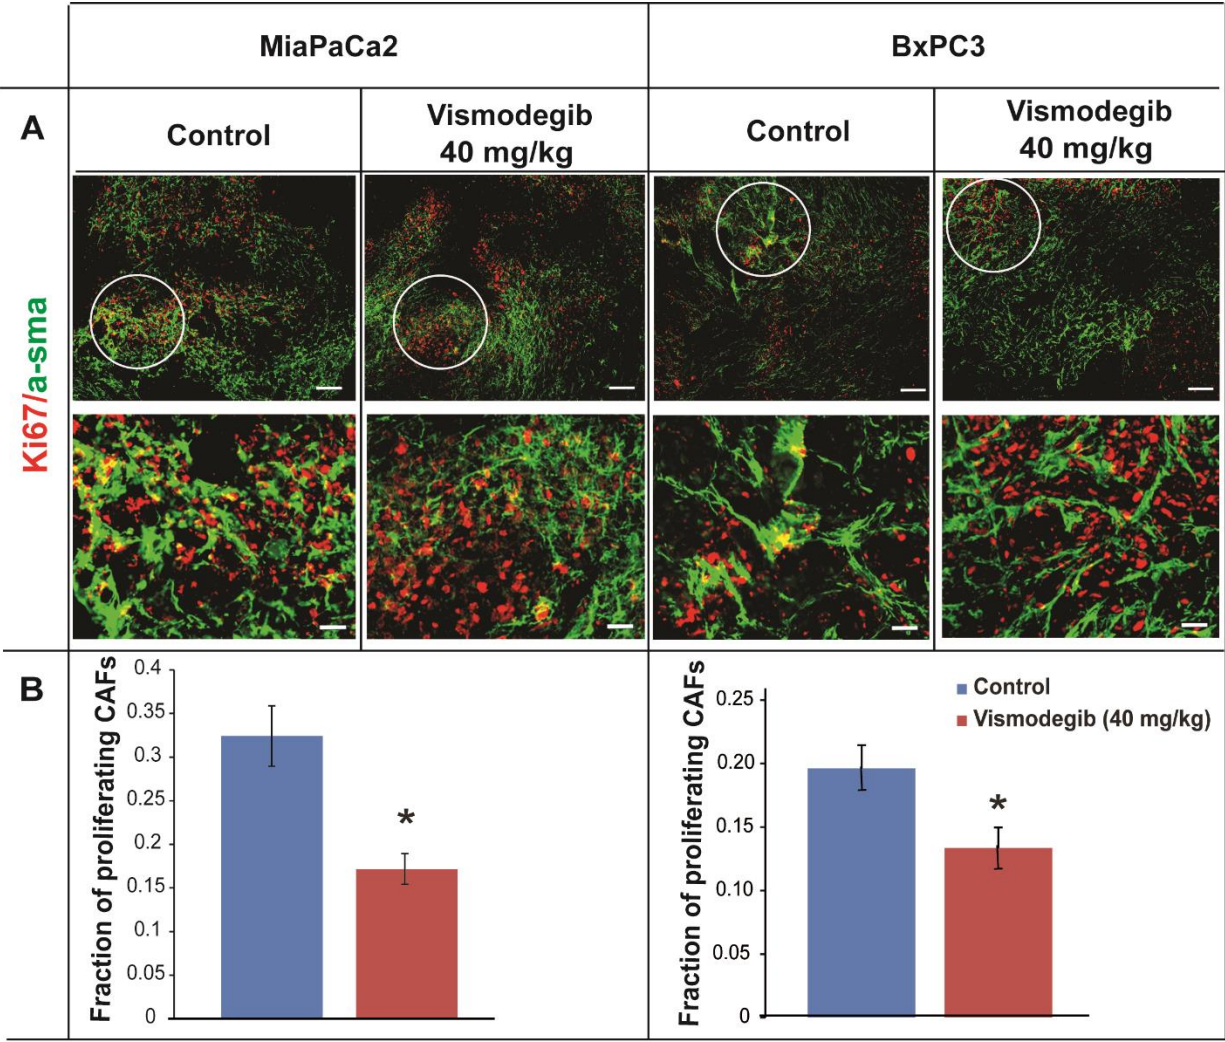 MiaPaCa2
BxPC3
A
Control
Vismodegib
40 mg/kg
Control
Vismodegib
40 mg/kg
Ki67/a-sma
B
Fraction of proliferating CAFs
0.4
0.35
0.3
0.25
0.2
0.15
0.1
0.05
0
*
Fraction of proliferating CAFs
0.25
0.20
0.15
0.10
0.05
0
*
Control
Vismodegib (40 mg/kg)